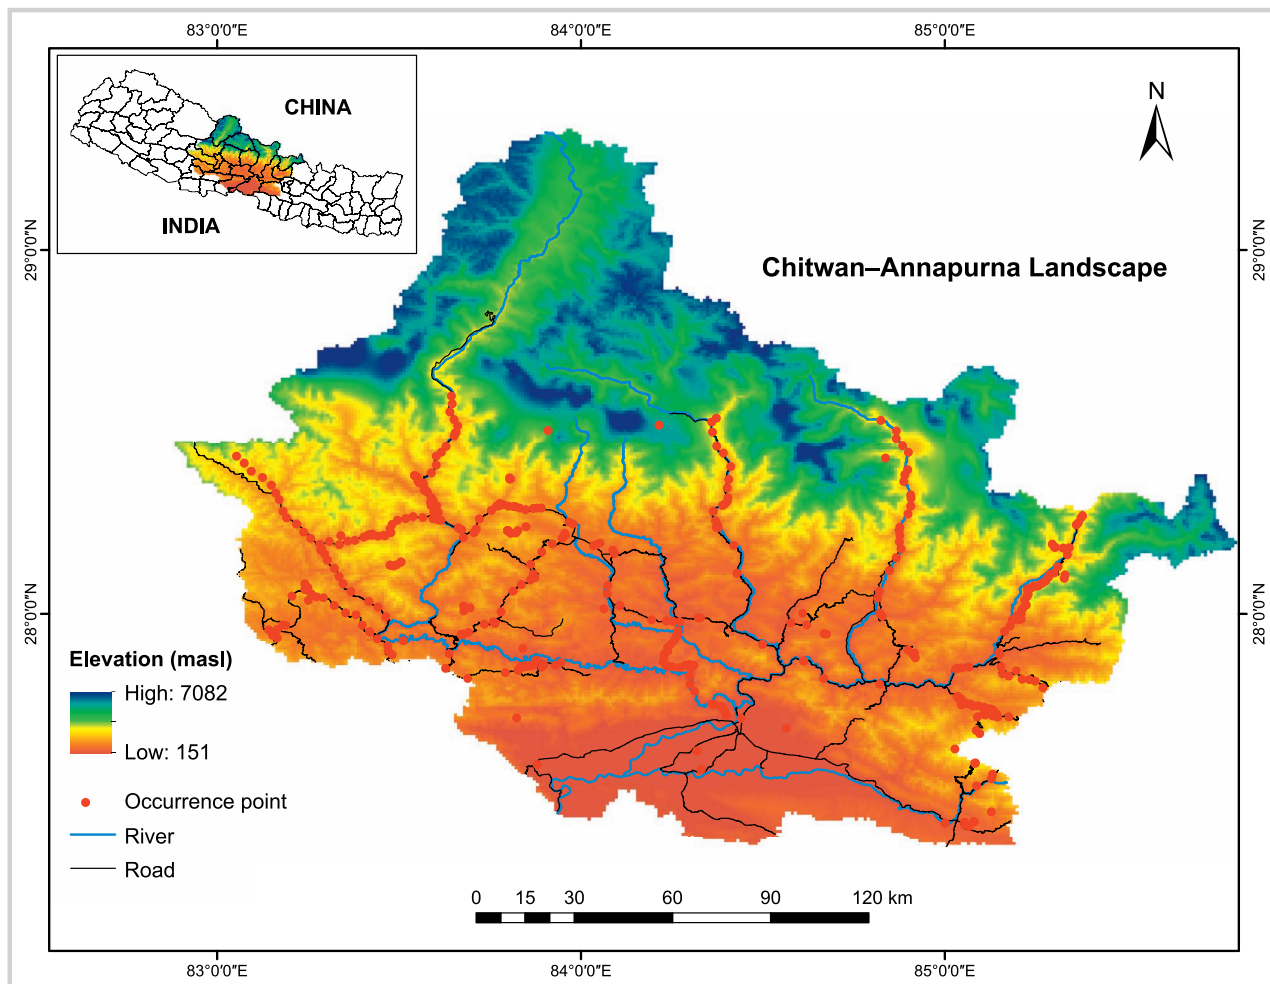 83°0'0"E 84°0'0"E 85°0'0"E
CHINA
INDIA
N
29°0'0"N
29°0'0"N
Chitwan–Annapurna Landscape
28°0'0"N
28°0'0"N
Elevation (masl)
High: 7082
Low: 151
Occurrence point
River
Road
0 15 30 60 90 120 km
83°0'0"E 84°0'0"E 85°0'0"E